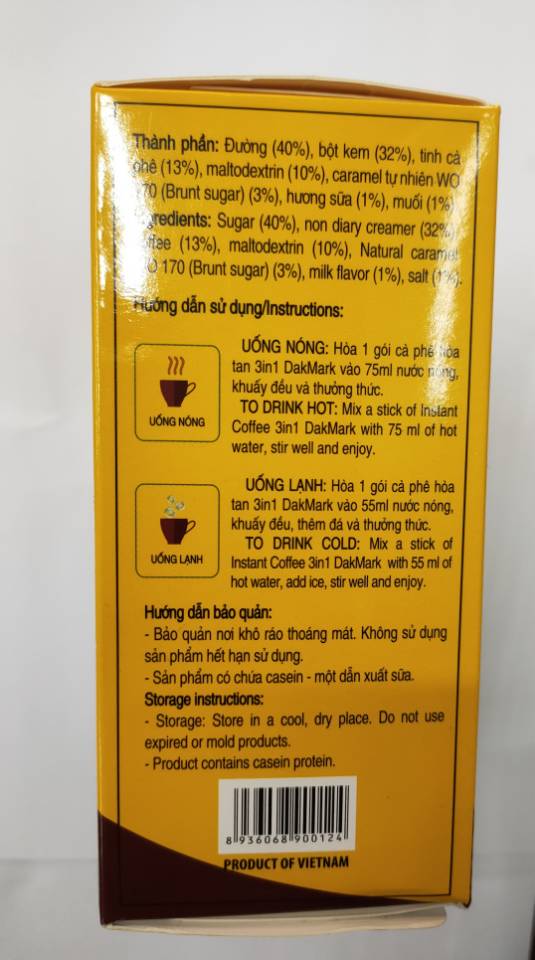 Thành phần: Đường (40%), bột kem (32%), tinh cà
phê (13%), maltodextrin (10%), caramel tự nhiên WO
170 (Brunt sugar) (3%), hương sữa (1%), muối (1%)
Ingredients: Sugar (40%), non diary creamer (32%)
coffee (13%), maltodextrin (10%), Natural caramel
WO 170 (Brunt sugar) (3%), milk flavor (1%), salt (1%).
Hướng dẫn sử dụng/Instructions:
UỐNG NÓNG: Hòa 1 gói cà phê hòa
tan 3in1 DakMark vào 75ml nước nóng,
khuấy đều và thưởng thức.
UỐNG NÓNG
TO DRINK HOT: Mix a stick of Instant
Coffee 3in1 DakMark with 75 ml of hot
water, stir well and enjoy.
UỐNG LẠNH: Hòa 1 gói cà phê hòa
tan 3in1 DakMark vào 55ml nước nóng,
khuấy đều, thêm đá và thưởng thức.
UỐNG LẠNH
TO DRINK COLD: Mix a stick of
Instant Coffee 3in1 DakMark with 55 ml of
hot water, add ice, stir well and enjoy.
Hướng dẫn bảo quản:
- Bảo quản nơi khô ráo thoáng mát. Không sử dụng
sản phẩm hết hạn sử dụng.
- Sản phẩm có chứa casein - một dẫn xuất sữa.
Storage instructions:
- Storage: Store in a cool, dry place. Do not use
expired or mold products.
- Product contains casein protein.
8 936068 900124
PRODUCT OF VIETNAM